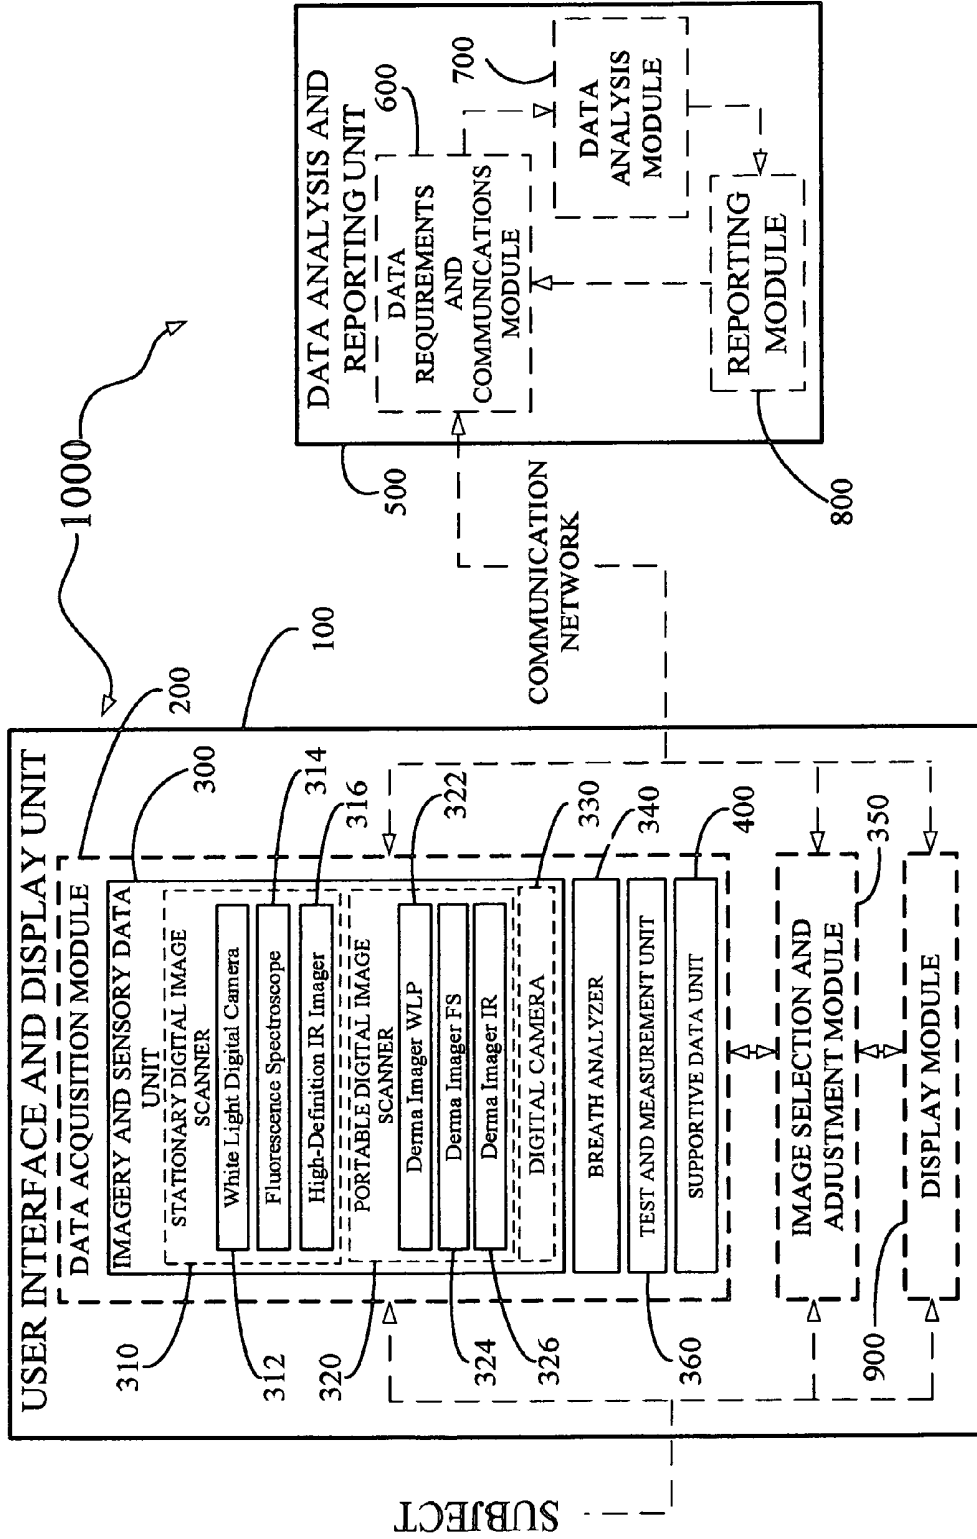 1000
USER INTERFACE AND DISPLAY UNIT
DATA ACQUISITION MODULE
200
100
IMAGERY AND SENSORY DATA
UNIT
300
STATIONARY DIGITAL IMAGE
SCANNER
310
White Light Digital Camera
312
Fluorescence Spectroscope
314
High-Definition IR Imager
316
PORTABLE DIGITAL IMAGE
SCANNER
320
Derma Imager WLP
322
Derma Imager FS
324
Derma Imager IR
326
DIGITAL CAMERA
330
BREATH ANALYZER
340
TEST AND MEASUREMENT UNIT
360
SUPPORTIVE DATA UNIT
400
IMAGE SELECTION AND
ADJUSTMENT MODULE
350
DISPLAY MODULE
900
SUBJECT
COMMUNICATION
NETWORK
DATA ANALYSIS AND
REPORTING UNIT
500
DATA
REQUIREMENTS
AND
COMMUNICATIONS
MODULE
600
DATA
ANALYSIS
MODULE
700
REPORTING
MODULE
800